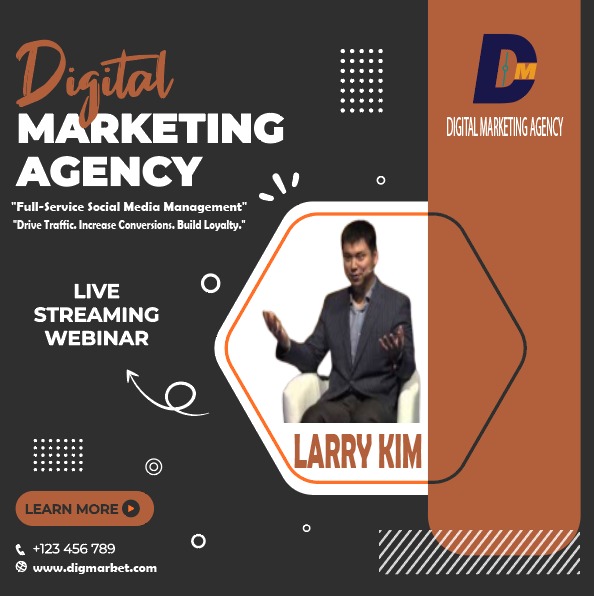 Digital
MARKETING
AGENCY
"Full-Service Social Media Management"
"Drive Traffic. Increase Conversions. Build Loyalty."
DM
DIGITAL MARKETING AGENCY
LIVE
STREAMING
WEBINAR
LARRY KIM
LEARN MORE
+123 456 789
www.digmarket.com